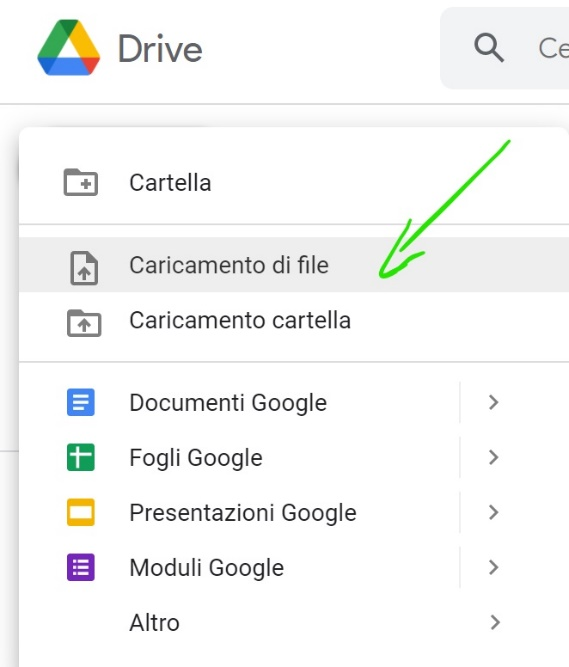 Drive
Ce
Cartella
Caricamento di file
Caricamento cartella
Documenti Google
Fogli Google
Presentazioni Google
Moduli Google
Altro